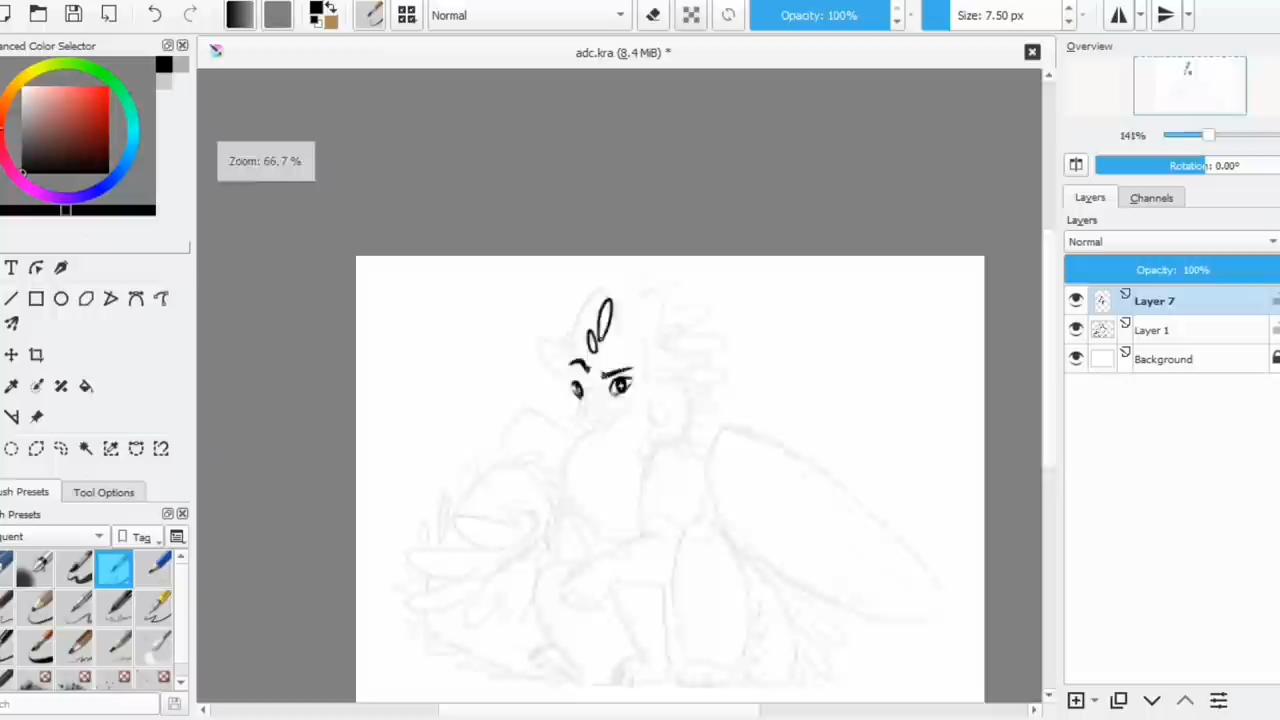 Normal
Opacity: 100%
Size: 7.50 px
anced Color Selector
adc.kra (8.4 MiB) *
Overview
Zoom: 66.7 %
141%
Rotation: 0.00°
Layers
Channels
Layers
Normal
Opacity: 100%
Layer 7
Layer 1
Background
ush Presets
Tool Options
h Presets
quent
Tag
ch